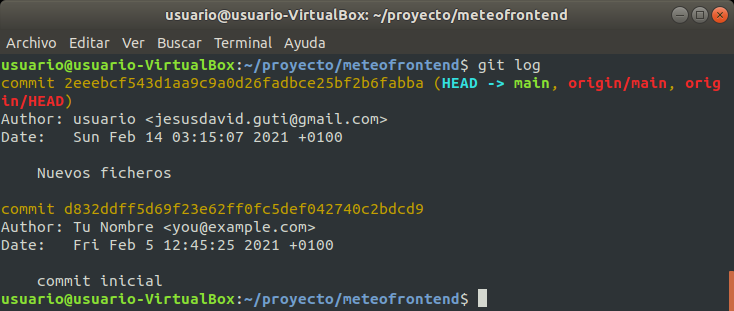 usuario@usuario-VirtualBox: ~/proyecto/meteofrontend
Archivo Editar Ver Buscar Terminal Ayuda
usuario@usuario-VirtualBox:~/proyecto/meteofrontend$ git log
commit 2eeebcf543d1aa9c9a0d26fadbce25bf2b6fabba (HEAD -> main, origin/main, orig
in/HEAD)
Author: usuario <jesusdavid.guti@gmail.com>
Date:   Sun Feb 14 03:15:07 2021 +0100
    Nuevos ficheros
commit d832ddff5d69f23e62ff0fc5def042740c2bdcd9
Author: Tu Nombre <you@example.com>
Date:   Fri Feb 5 12:45:25 2021 +0100
    commit inicial
usuario@usuario-VirtualBox:~/proyecto/meteofrontend$